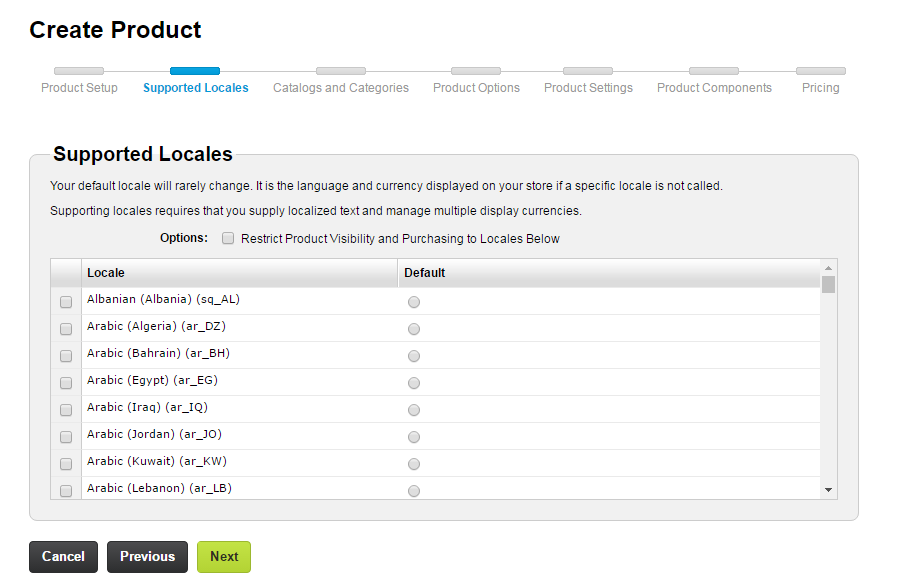 Create Product
Product Setup Supported Locales Catalogs and Categories Product Options Product Settings Product Components Pricing
Supported Locales
Your default locale will rarely change. It is the language and currency displayed on your store if a specific locale is not called.
Supporting locales requires that you supply localized text and manage multiple display currencies.
Options: Restrict Product Visibility and Purchasing to Locales Below
Locale Default
Albanian (Albania) (sq_AL)
Arabic (Algeria) (ar_DZ)
Arabic (Bahrain) (ar_BH)
Arabic (Egypt) (ar_EG)
Arabic (Iraq) (ar_IQ)
Arabic (Jordan) (ar_JO)
Arabic (Kuwait) (ar_KW)
Arabic (Lebanon) (ar_LB)
Cancel Previous Next